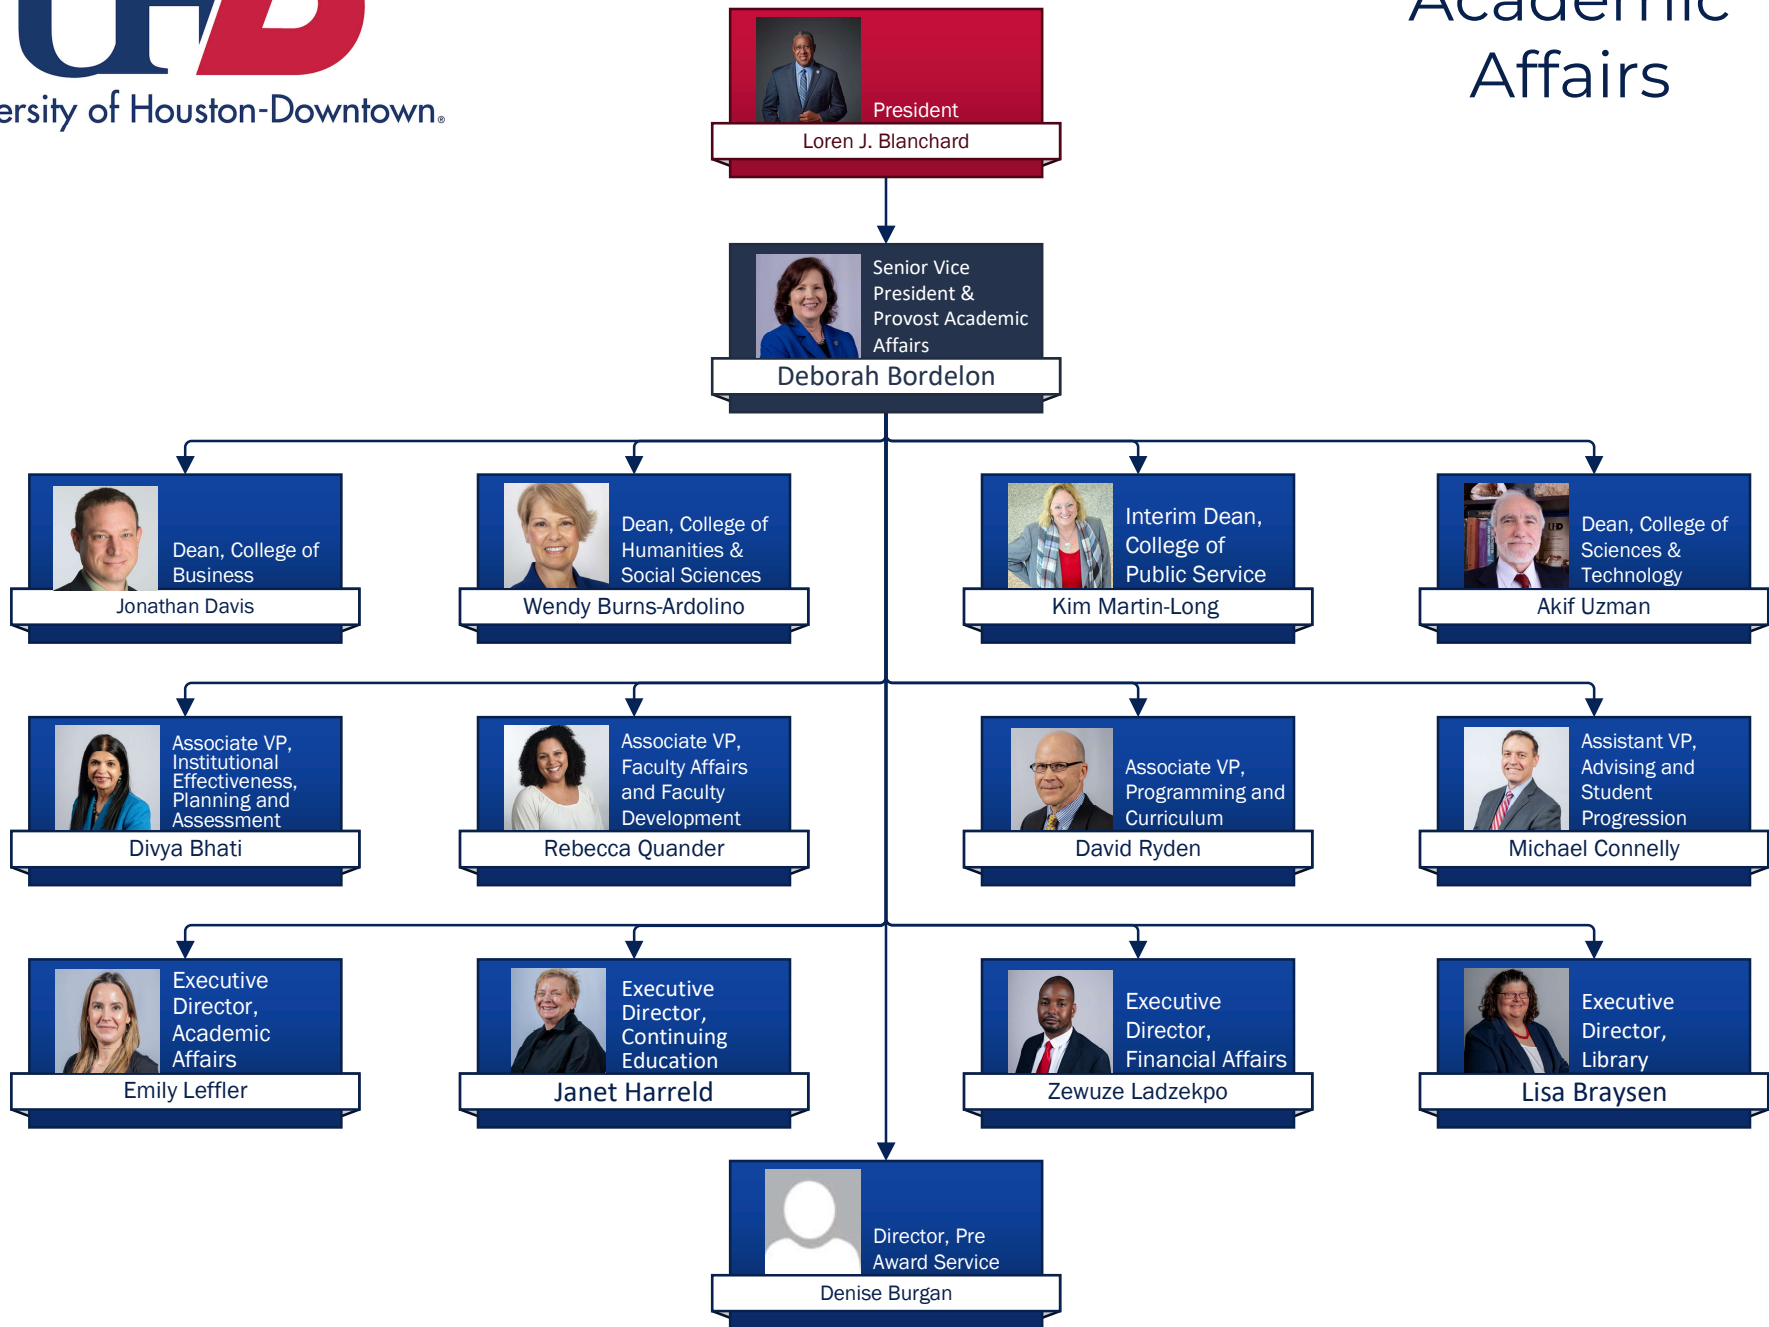 Academic
Affairs
ersity of Houston-Downtown®
President
Loren J. Blanchard
Senior Vice
President &
Provost Academic
Affairs
Deborah Bordelon
Dean, College of
Business
Jonathan Davis
Dean, College of
Humanities &
Social Sciences
Wendy Burns-Ardolino
Interim Dean,
College of
Public Service
Kim Martin-Long
Dean, College of
Sciences &
Technology
Akif Uzman
Associate VP,
Institutional
Effectiveness,
Planning and
Assessment
Divya Bhati
Associate VP,
Faculty Affairs
and Faculty
Development
Rebecca Quander
Associate VP,
Programming and
Curriculum
David Ryden
Assistant VP,
Advising and
Student
Progression
Michael Connelly
Executive
Director,
Academic
Affairs
Emily Leffler
Executive
Director,
Continuing
Education
Janet Harreld
Executive
Director,
Financial Affairs
Zewuze Ladzekpo
Executive
Director,
Library
Lisa Braysen
Director, Pre
Award Service
Denise Burgan